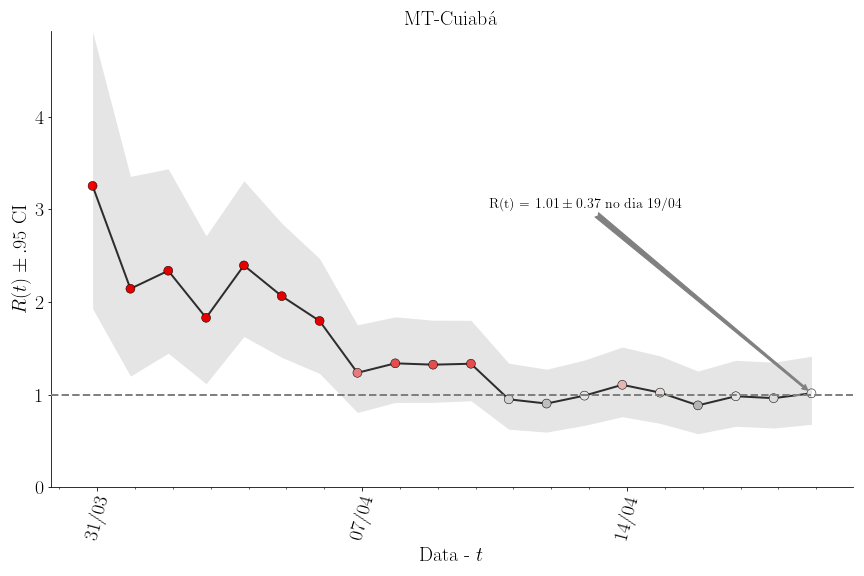 MT-Cuiabá
4
3
2
1
0
R(t) ± .95 CI
R(t) = 1.01 ± 0.37 no dia 19/04
31/03
07/04
14/04
Data - t